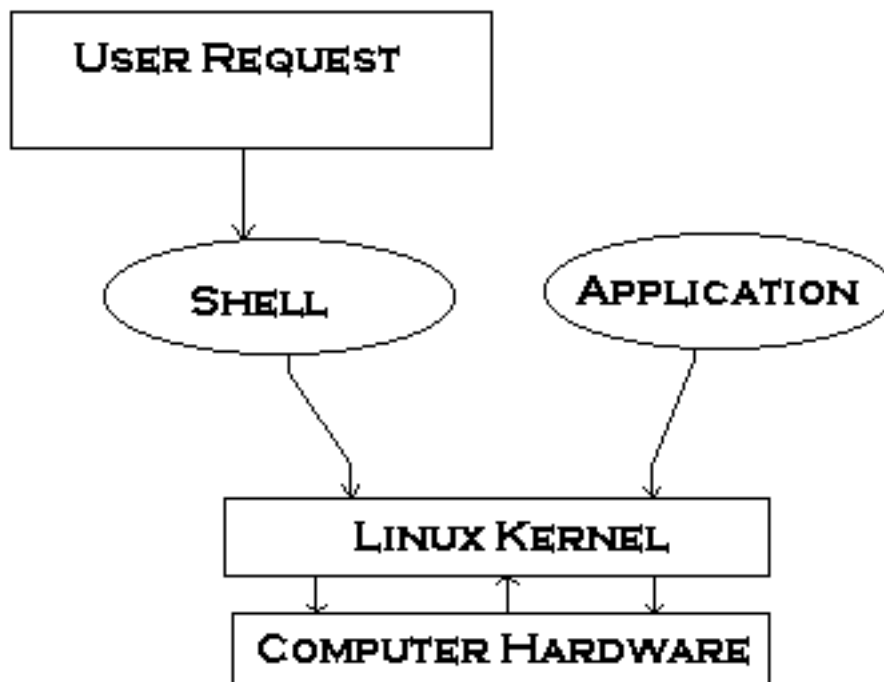 User Request
Shell
Application
Linux Kernel
Computer Hardware